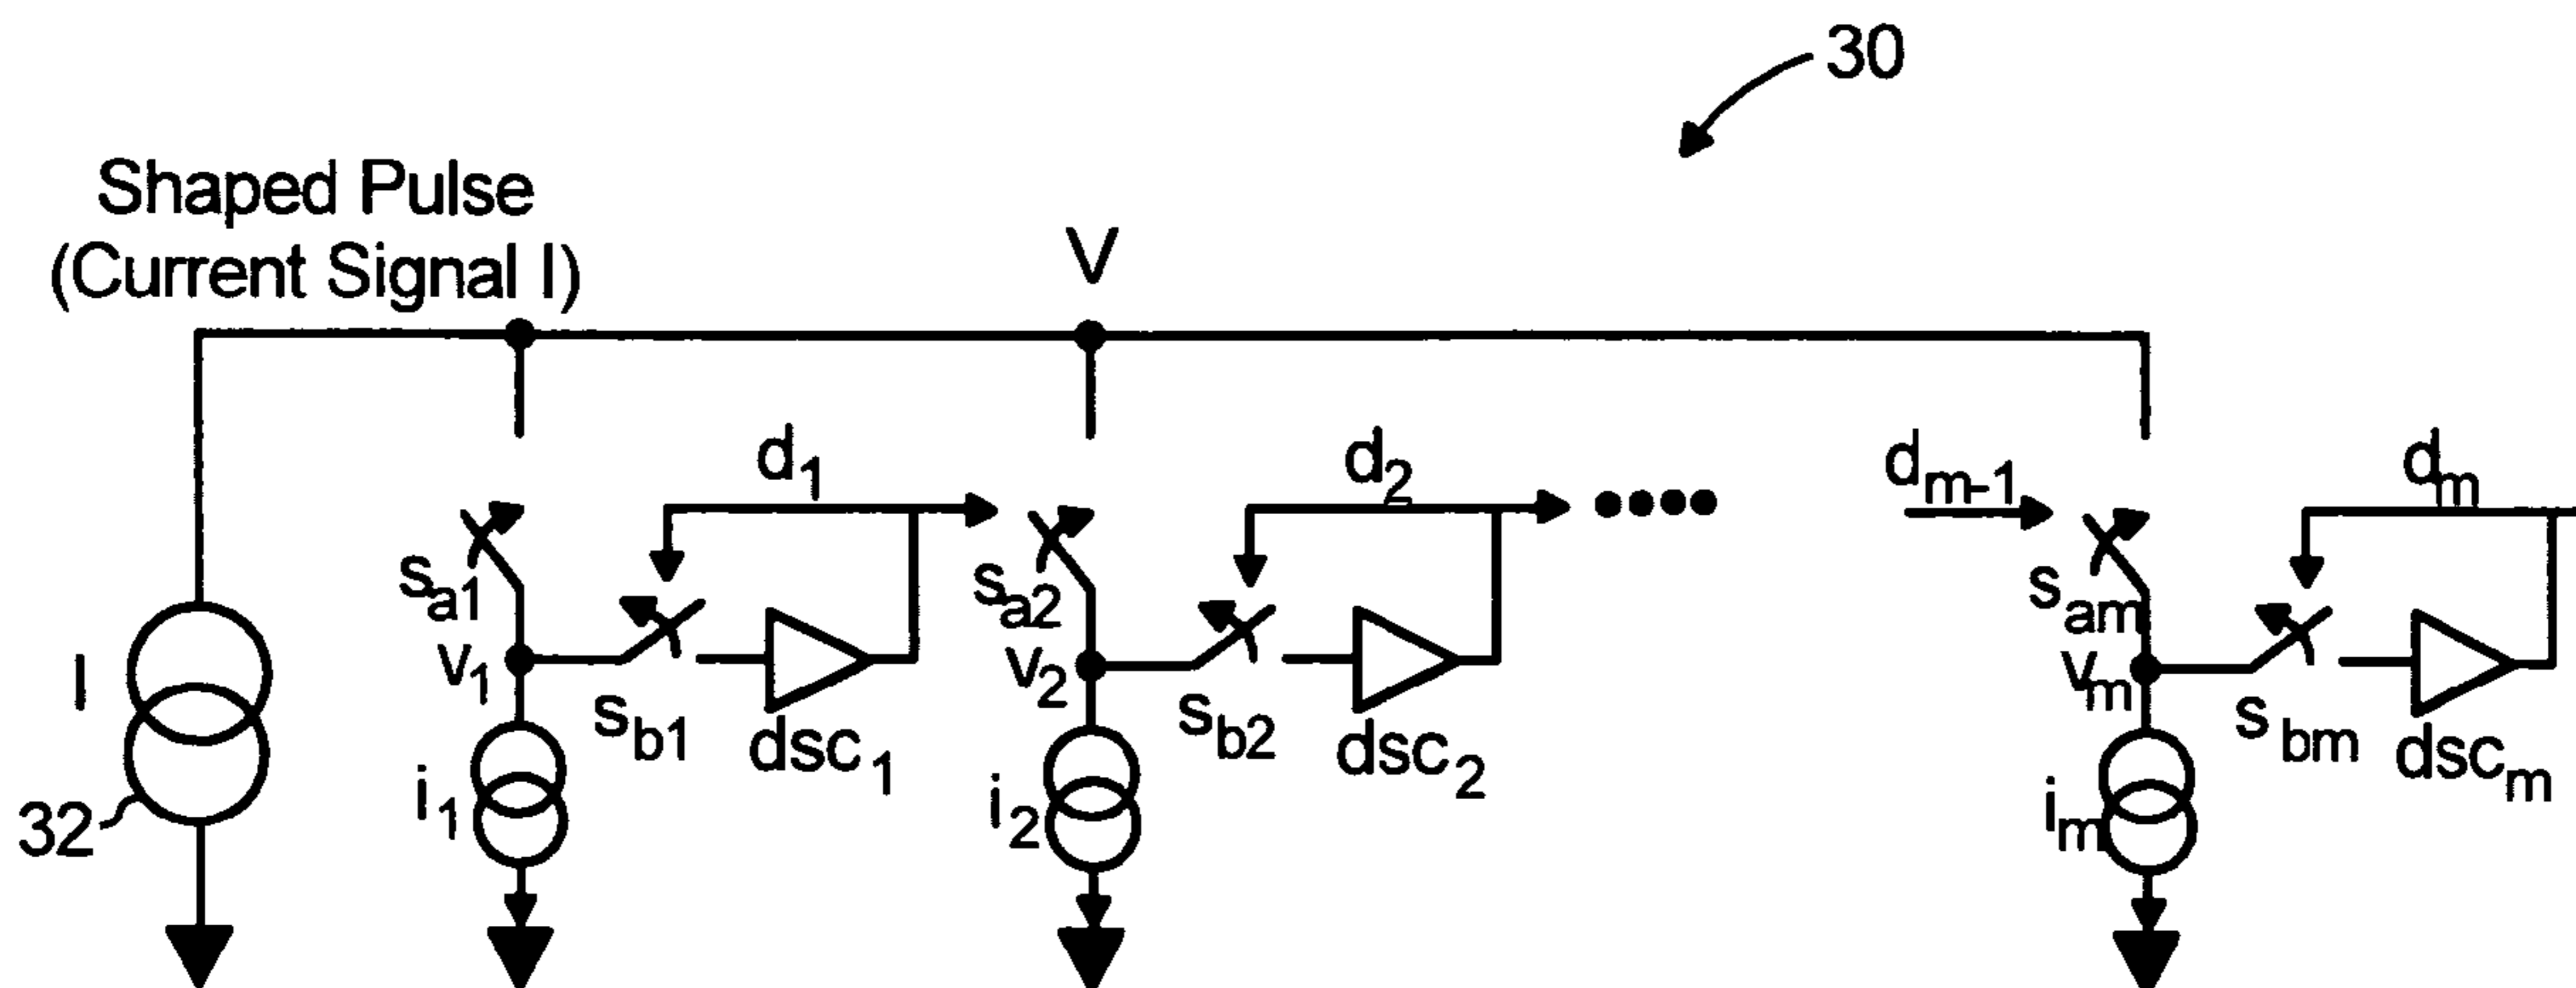 30
Shaped Pulse
(Current Signal I)
V
d1
d2
dm-1
dm
sa1
sa2
sam
I
v1
sb1
dsc1
v2
sb2
dsc2
vm
sbm
dscm
32
i1
i2
im